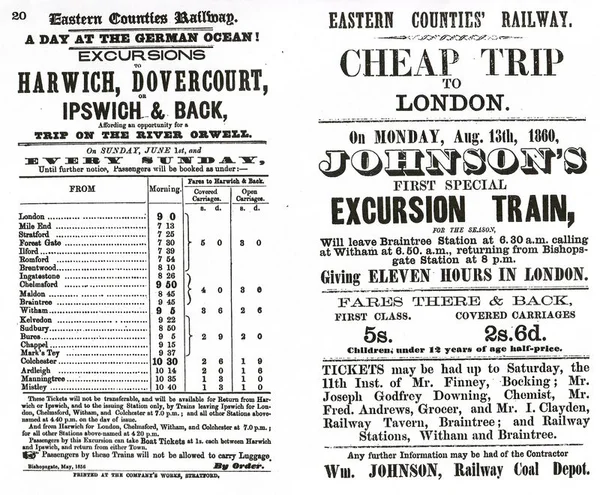 20
Eastern Counties Railway.
A DAY AT THE GERMAN OCEAN!
EXCURSIONS
TO
HARWICH, DOVERCOURT,
OR
IPSWICH & BACK,
Affording an opportunity for a
TRIP ON THE RIVER ORWELL.
On SUNDAY, JUNE 1st, and
EVERY SUNDAY,
Until further notice, Passengers will be booked as under:—
FROM Morning. Fares to Harwich & Back.
Covered Carriages. Open Carriages.
s. d. s. d.
London 9 0
Mile End 7 13
Stratford 7 25
Forest Gate 7 30 5 0 3 0
Ilford 7 39
Romford 7 54
Brentwood 8 10
Ingatestone 8 26
Chelmsford 9 50
Maldon 8 45 4 0 3 6
Braintree 9 45
Witham 9 5 3 6 2 6
Kelvedon 9 22
Sudbury 8 50
Bures 9 5 2 9 2 0
Chappel 9 15
Mark's Tey 9 37
Colchester 10 30 2 6 1 9
Ardleigh 10 14 2 0 1 6
Manningtree 10 35 1 3 1 0
Mistley 10 40 1 3 1 0
These Tickets will not be transferable, and will be available for Return from Har-
wich or Ipswich, and to the issuing Station only, by Trains leaving Ipswich for Lon-
don, Chelmsford, Witham, and Colchester at 7.0 p.m.; and all other Stations above-
named at 4 40 p.m. on the day of issue.
And from Harwich for London, Chelmsford, Witham, and Colchester at 7.0 p.m.;
for all other Stations above-named at 4 20 p.m.
Passengers by this Excursion can take Boat Tickets at 1s. each between Harwich
and Ipswich, and return from either Town.
Passengers by these Trains will not be allowed to carry Luggage.
Bishopsgate, May, 1856 By Order.
PRINTED AT THE COMPANY'S WORKS, STRATFORD,
EASTERN COUNTIES' RAILWAY.
CHEAP TRIP
TO
LONDON.
On MONDAY, Aug. 13th, 1860,
JOHNSON'S
FIRST SPECIAL
EXCURSION TRAIN,
FOR THE SEASON,
Will leave Braintree Station at 6.30 a.m. calling
at Witham at 6.50. a.m., returning from Bishops-
gate Station at 8 p.m.
Giving ELEVEN HOURS IN LONDON.
FARES THERE & BACK,
FIRST CLASS. COVERED CARRIAGES
5s. 2s.6d.
Children; under 12 years of age half-price.
TICKETS may be had up to Saturday, the
11th Inst. of Mr. Finney, Bocking; Mr.
Joseph Godfrey Downing, Chemist, Mr.
Fred. Andrews, Grocer, and Mr. I. Clayden,
Railway Tavern, Braintree; and Railway
Stations, Witham and Braintree.
Any further Information may be had of the Contractor
Wm. JOHNSON, Railway Coal Depot.